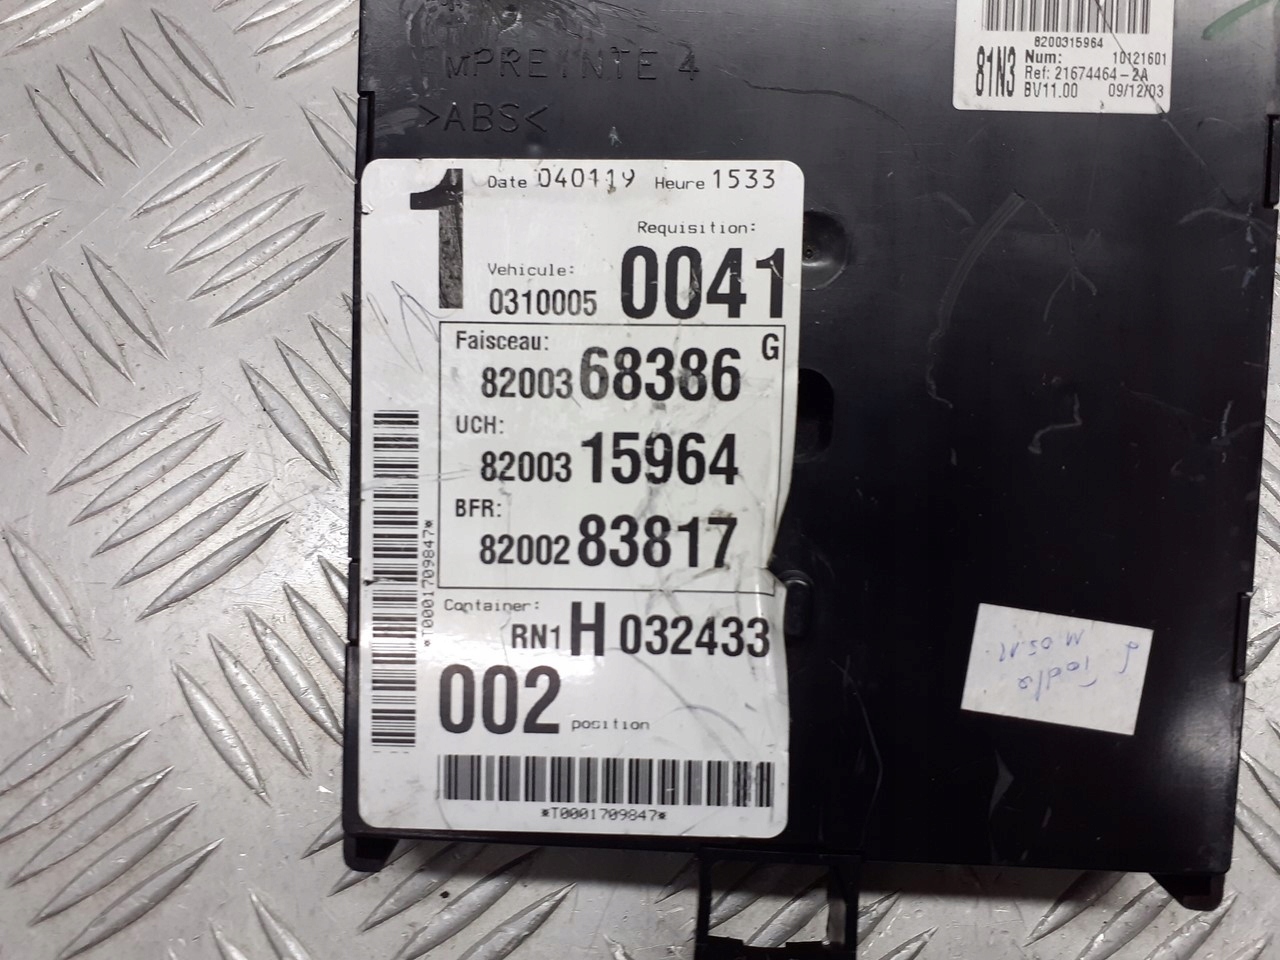 8200315964
81N3
Num: 10121601
Ref: 21674464-2A
BV11.00 09/12/03
MPREINTE 4
>ABS<
1
Date 040119 Heure 1533
Requisition:
Vehicule:
0310005 0041
Faisceau: G
8200368386
UCH:
8200315964
BFR:
8200283817
Container:
RN1 H 032433
002 position
*T0001709847*
*T0001709847*